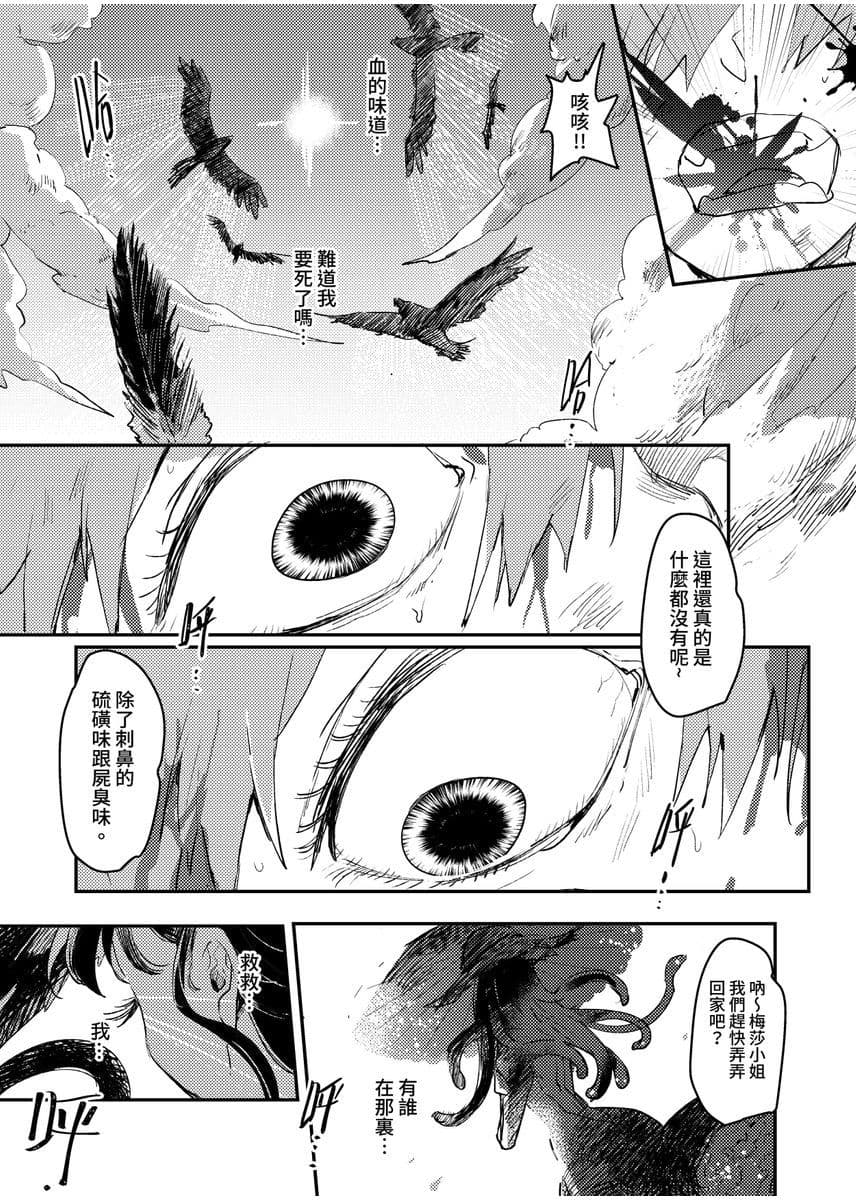 咳咳!!
血的味道…
哈…
難道我
要死了嗎…
哈…
這裡還真的是
什麼都沒有呢~
呼…
除了刺鼻的
硫磺味跟屍臭味。
呼…
吶~梅莎小姐
我們趕快弄弄
回家吧？
有誰
在那裏…
呼…
救救…
我…
呼…